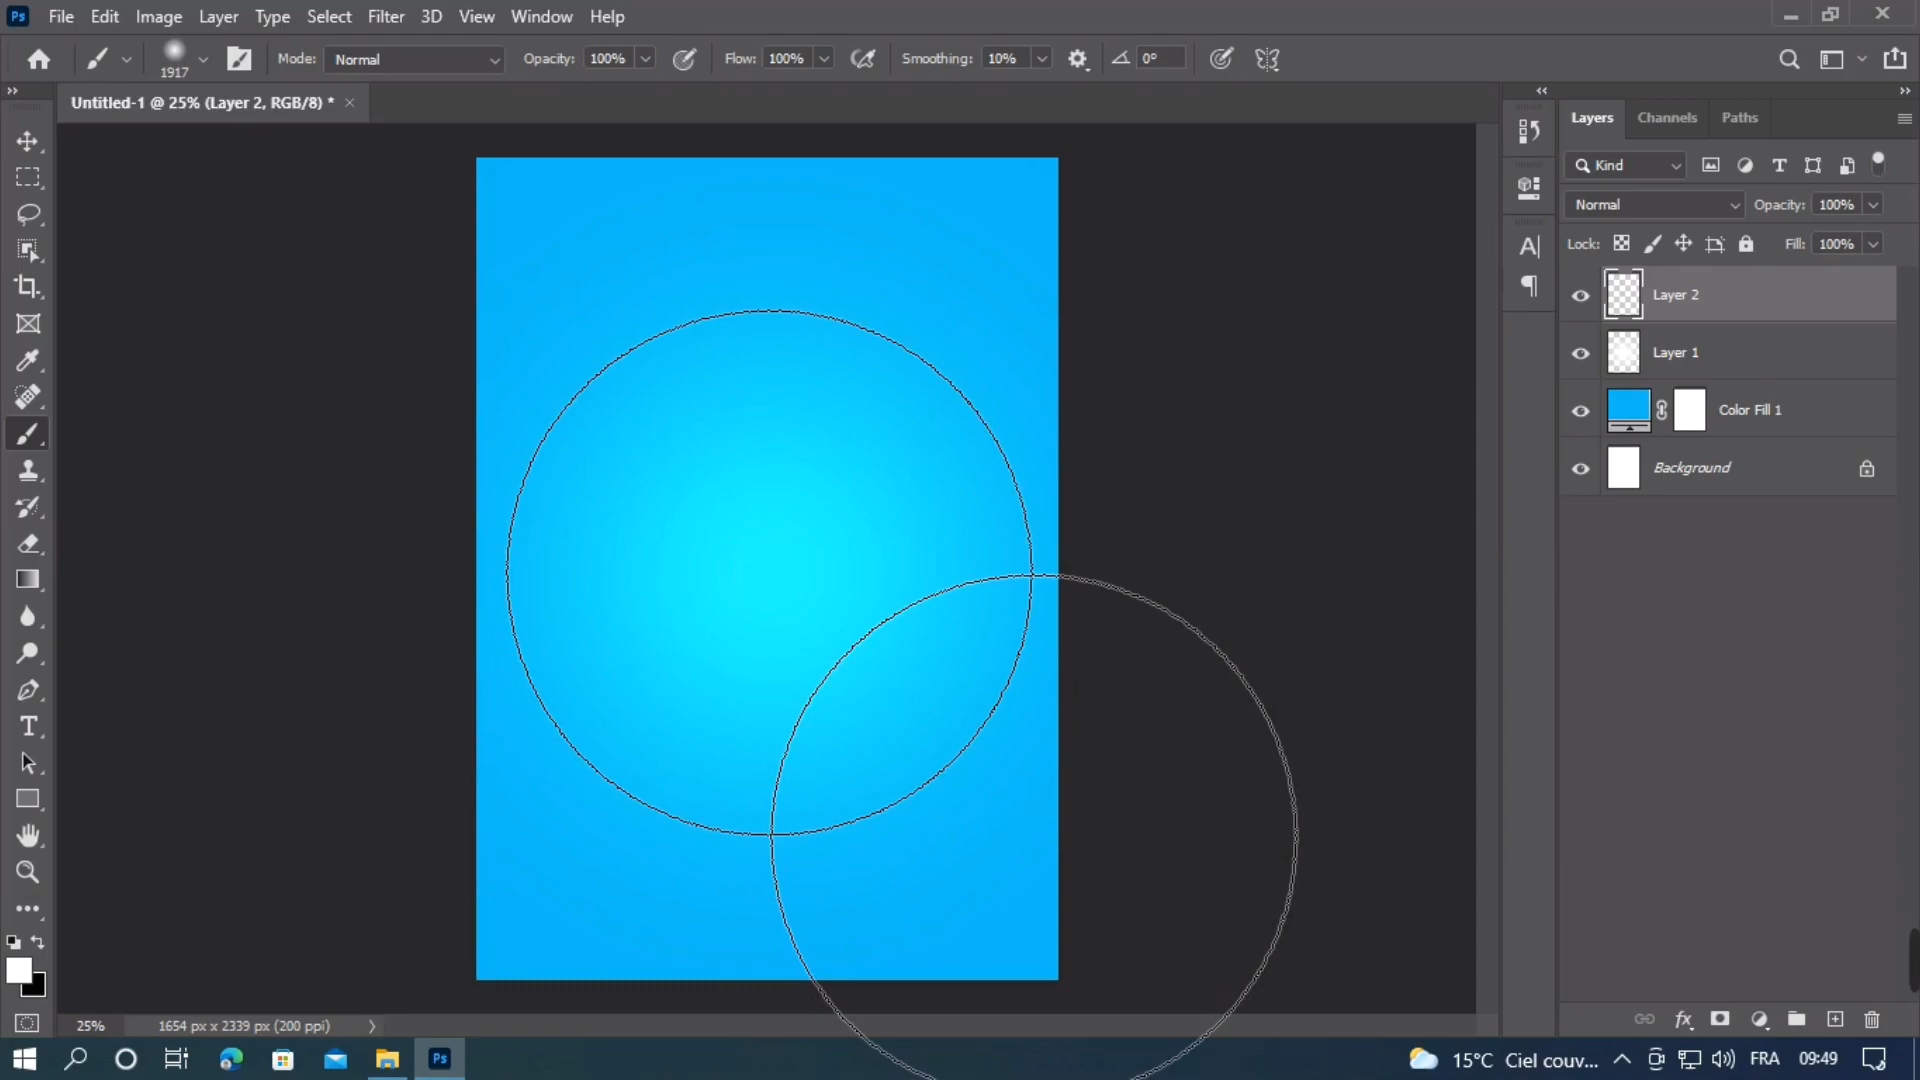 Ps File Edit Image Layer Type Select Filter 3D View Window Help
1917 Mode: Normal Opacity: 100% Flow: 100% Smoothing: 10% 0°
Untitled-1 @ 25% (Layer 2, RGB/8) *
Layers Channels Paths
Kind
Normal Opacity: 100%
Lock: Fill: 100%
Layer 2
Layer 1
Color Fill 1
Background
25% 1654 px x 2339 px (200 ppi)
Ps 15°C Ciel couv... FRA 09:49